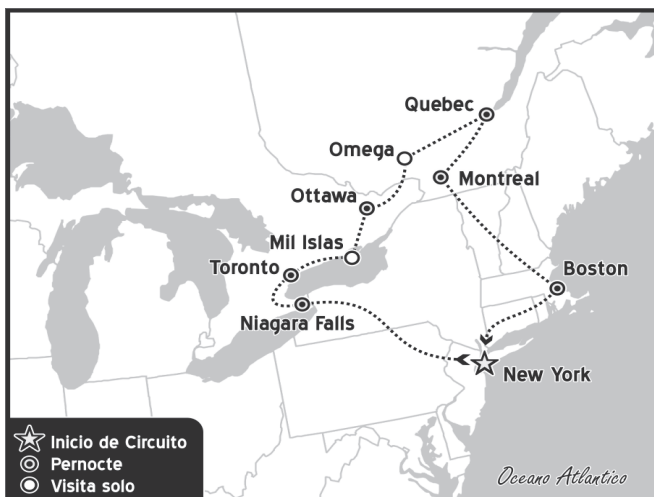 Quebec
Omega
Montreal
Ottawa
Mil Islas
Toronto
Boston
Niagara Falls
New York
Inicio de Circuito
Pernocte
Visita solo
Oceano Atlantico